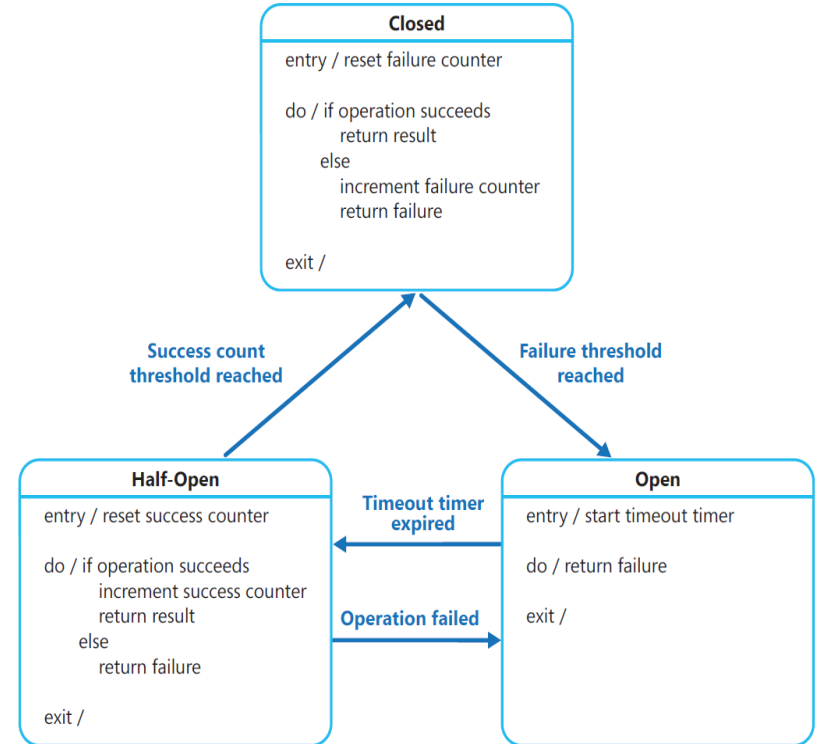 Closed
entry / reset failure counter
do / if operation succeeds
return result
else
increment failure counter
return failure
exit /
Success count
threshold reached
Failure threshold
reached
Half-Open
entry / reset success counter
do / if operation succeeds
increment success counter
return result
else
return failure
exit /
Timeout timer
expired
Operation failed
Open
entry / start timeout timer
do / return failure
exit /